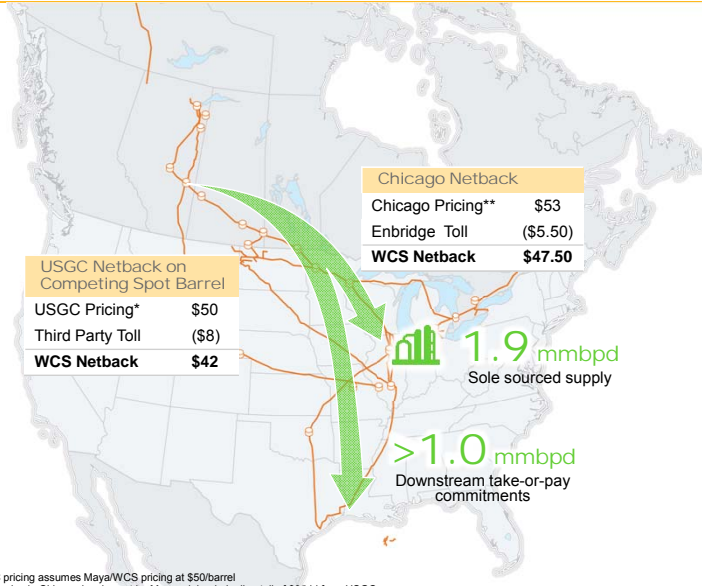 Chicago Netback
Chicago Pricing** $53
Enbridge Toll ($5.50)
WCS Netback $47.50
USGC Netback on
Competing Spot Barrel
USGC Pricing* $50
Third Party Toll ($8)
WCS Netback $42
1.9 mmbpd
Sole sourced supply
>1.0 mmbpd
Downstream take-or-pay
commitments
pricing assumes Maya/WCS pricing at $50/barrel